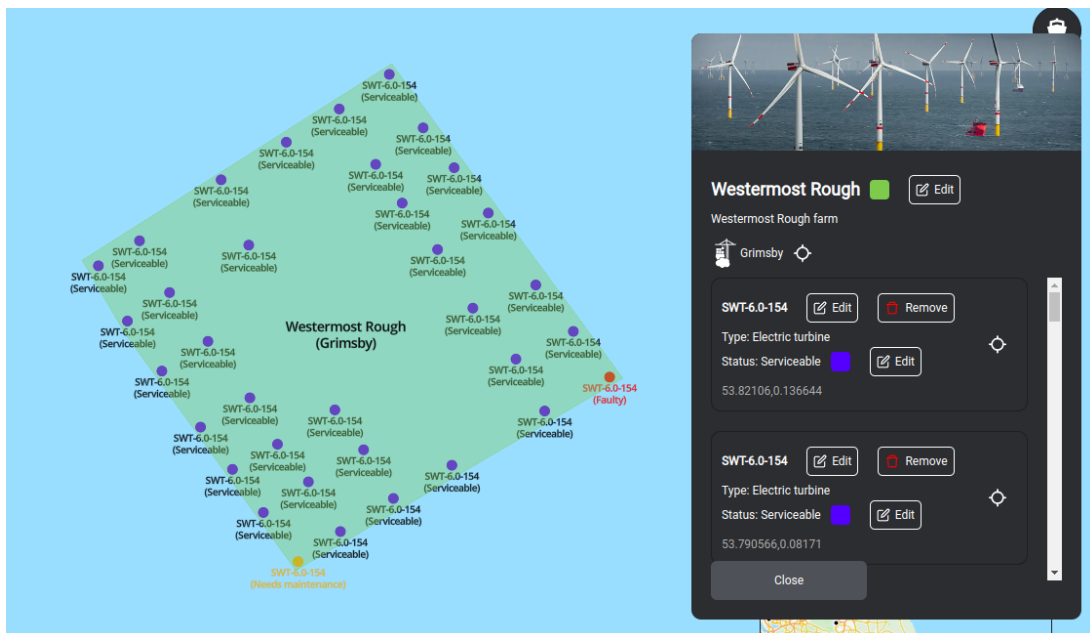 SWT-6.0-154
(Serviceable)
SWT-6.0-154
(Serviceable)
SWT-6.0-154
(Serviceable)
SWT-6.0-154
(Serviceable)
SWT-6.0-154
(Serviceable)
SWT-6.0-154
(Serviceable)
SWT-6.0-154
(Serviceable)
SWT-6.0-154
(Serviceable)
SWT-6.0-154
(Serviceable)
SWT-6.0-154
(Serviceable)
SWT-6.0-154
(Serviceable)
SWT-6.0-154
(Serviceable)
SWT-6.0-154
(Serviceable)
SWT-6.0-154
(Serviceable)
SWT-6.0-154
(Serviceable)
SWT-6.0-154
(Serviceable)
Westermost Rough
(Grimsby)
SWT-6.0-154
(Serviceable)
SWT-6.0-154
(Serviceable)
SWT-6.0-154
(Serviceable)
SWT-6.0-154
(Serviceable)
SWT-6.0-154
(Serviceable)
SWT-6.0-154
(Faulty)
SWT-6.0-154
(Serviceable)
SWT-6.0-154
(Serviceable)
SWT-6.0-154
(Serviceable)
SWT-6.0-154
(Serviceable)
SWT-6.0-154
(Serviceable)
SWT-6.0-154
(Serviceable)
SWT-6.0-154
(Serviceable)
SWT-6.0-154
(Serviceable)
SWT-6.0-154
(Serviceable)
SWT-6.0-154
(Serviceable)
SWT-6.0-154
(Serviceable)
SWT-6.0-154
(Serviceable)
SWT-6.0-154
(Needs maintenance)
Westermost Rough Edit
Westermost Rough farm
Grimsby
SWT-6.0-154 Edit Remove
Type: Electric turbine
Status: Serviceable Edit
53.82106,0.136644
SWT-6.0-154 Edit Remove
Type: Electric turbine
Status: Serviceable Edit
53.790566,0.08171
Close